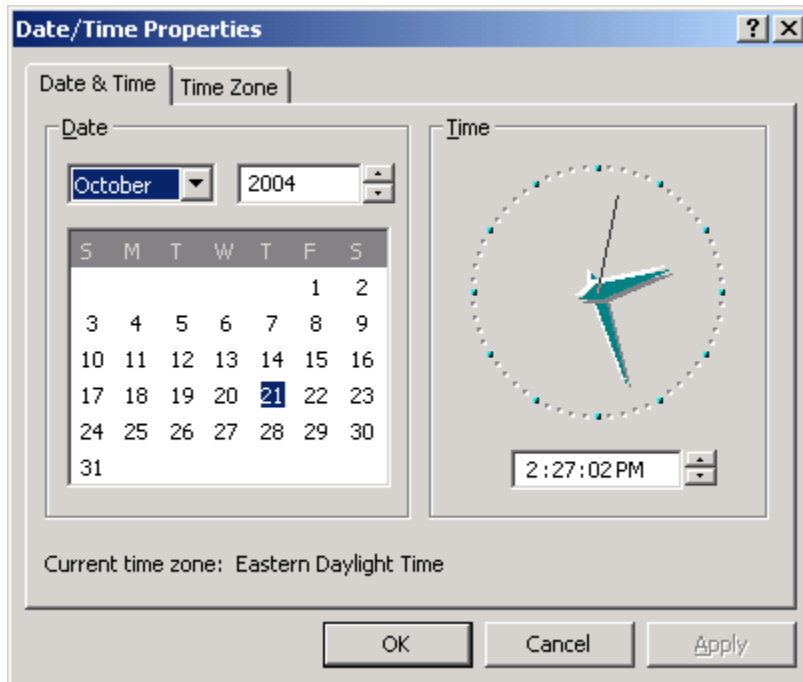 Date/Time Properties
Date & Time Time Zone
Date
October 2004
S M T W T F S
1 2
3 4 5 6 7 8 9
10 11 12 13 14 15 16
17 18 19 20 21 22 23
24 25 26 27 28 29 30
31
Time
2:27:02 PM
Current time zone: Eastern Daylight Time
OK Cancel Apply